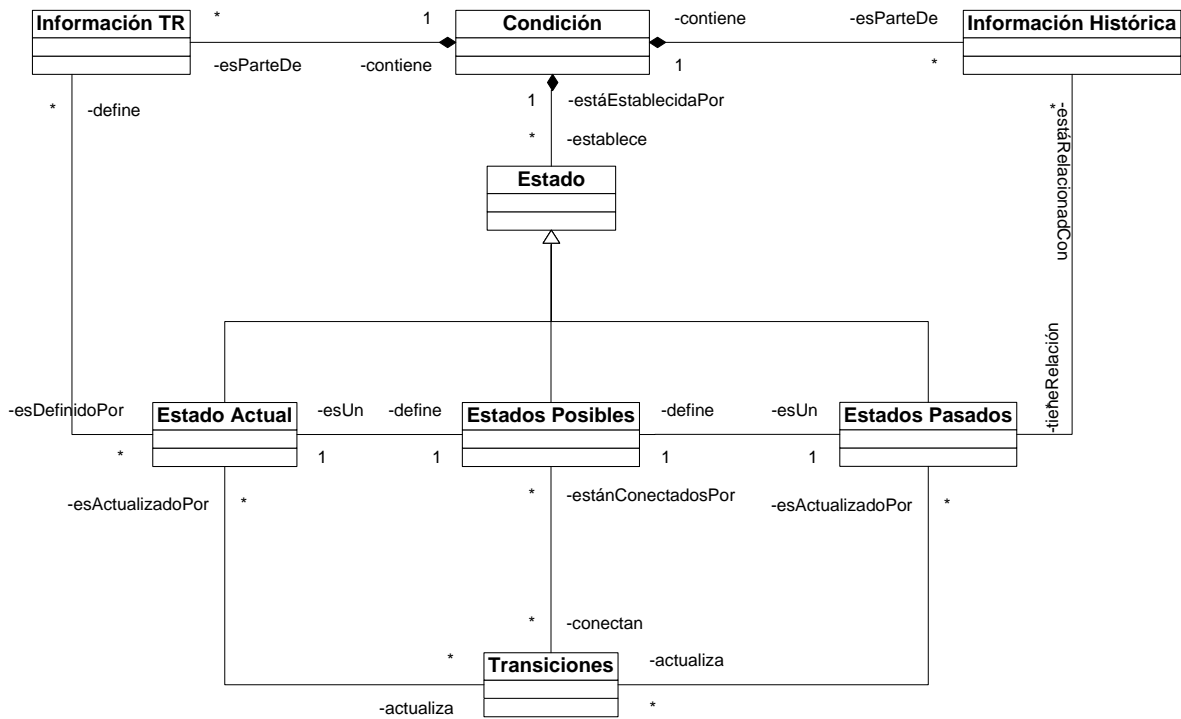 Información TR
*
1
Condición
-contiene
-esParteDe
Información Histórica
-esParteDe
-contiene
1
*
*
-define
1
-estáEstablecidaPor
*
-establece
Estado
*
-estáRelacionadCon
-tieneRelación
*
-esDefinidoPor
Estado Actual
-esUn
-define
Estados Posibles
-define
-esUn
Estados Pasados
*
1
1
1
1
-esActualizadoPor
*
*
-estánConectadosPor
-esActualizadoPor
*
*
-conectan
*
Transiciones
-actualiza
-actualiza
*